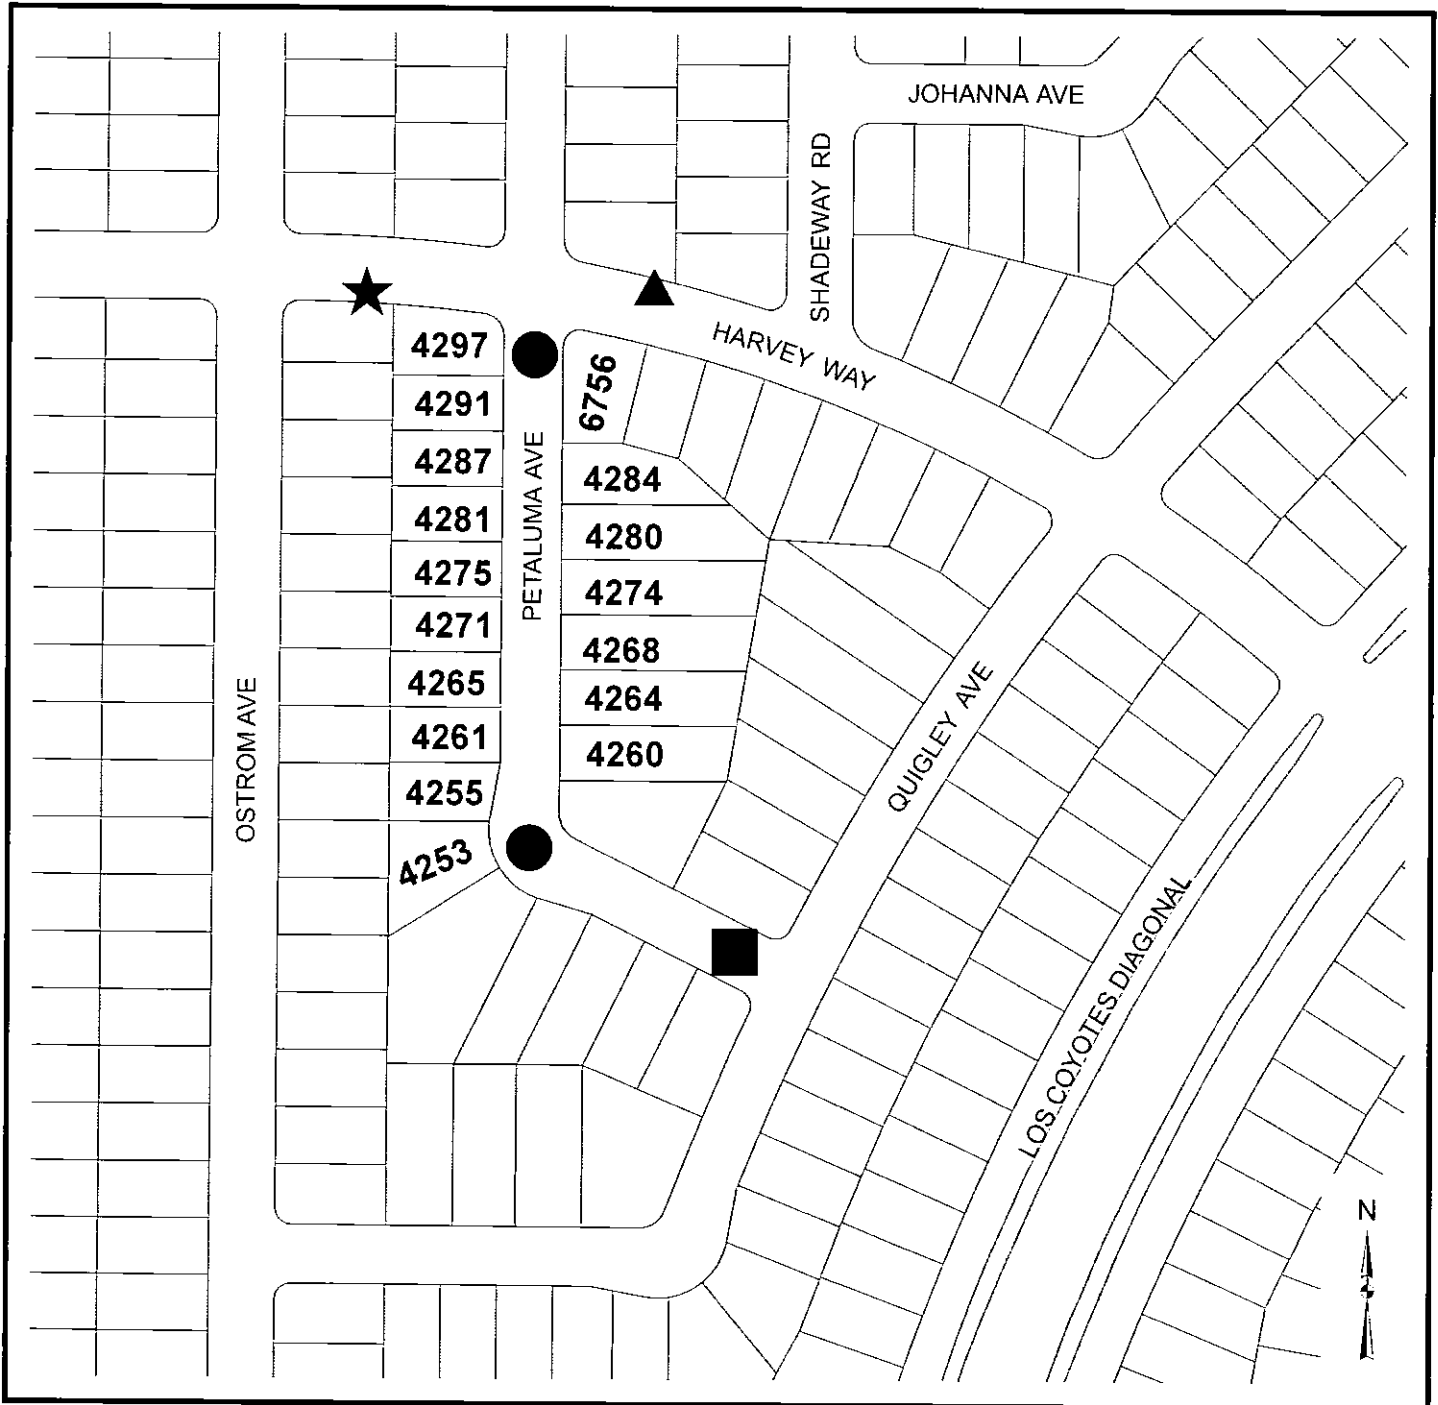 JOHANNA AVE
SHADEWAY RD
HARVEY WAY
4297
6756
4291
4287
4284
PETALUMA AVE
4281
4280
4275
4274
4271
4268
4265
4264
4261
4260
4255
4253
OSTROM AVE
QUIGLEY AVE
LOS COYOTES DIAGONAL
N